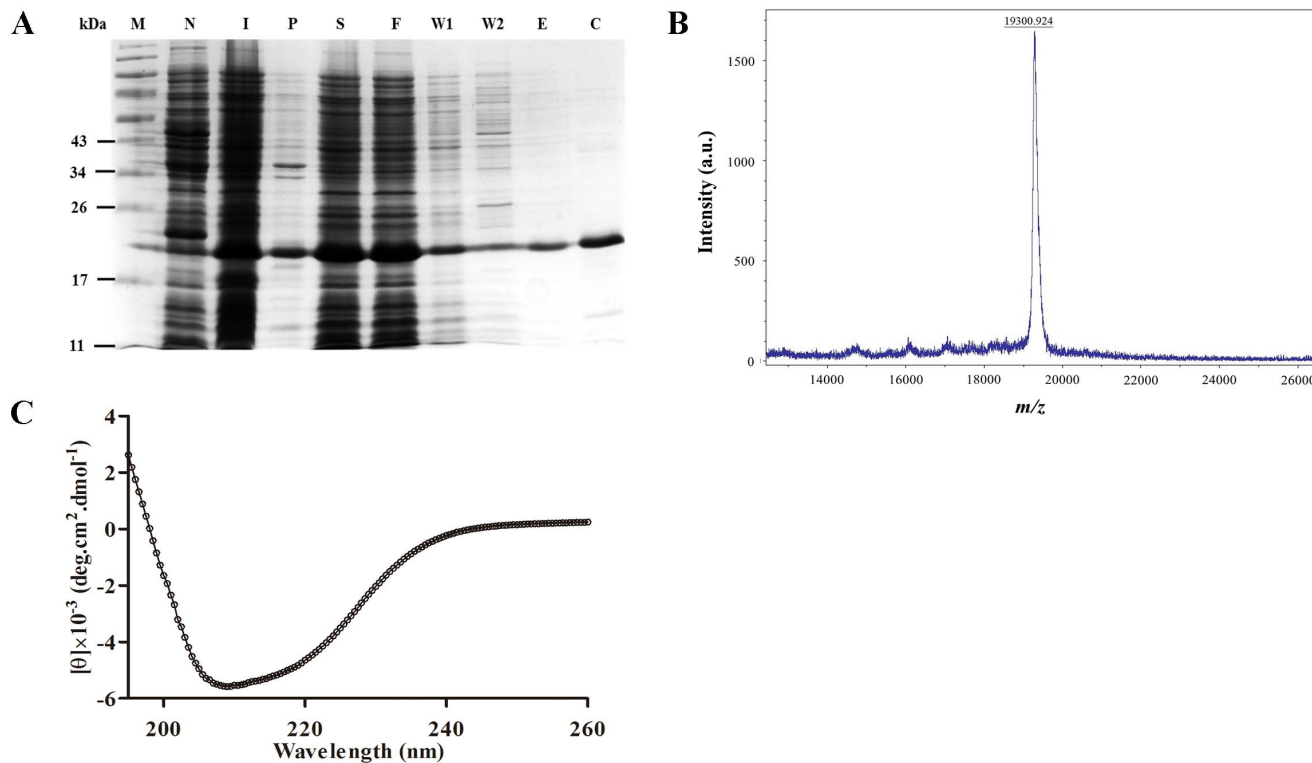 A
kDa M N I P S F W1 W2 E C
43
34
26
17
11
B
19300.924
1500
1000
500
0
14000 16000 18000 20000 22000 24000 26000
Intensity (a.u.)
m/z
C
4
2
0
-2
-4
-6
200 220 240 260
[θ]×10⁻³ (deg.cm².dmol⁻¹)
Wavelength (nm)